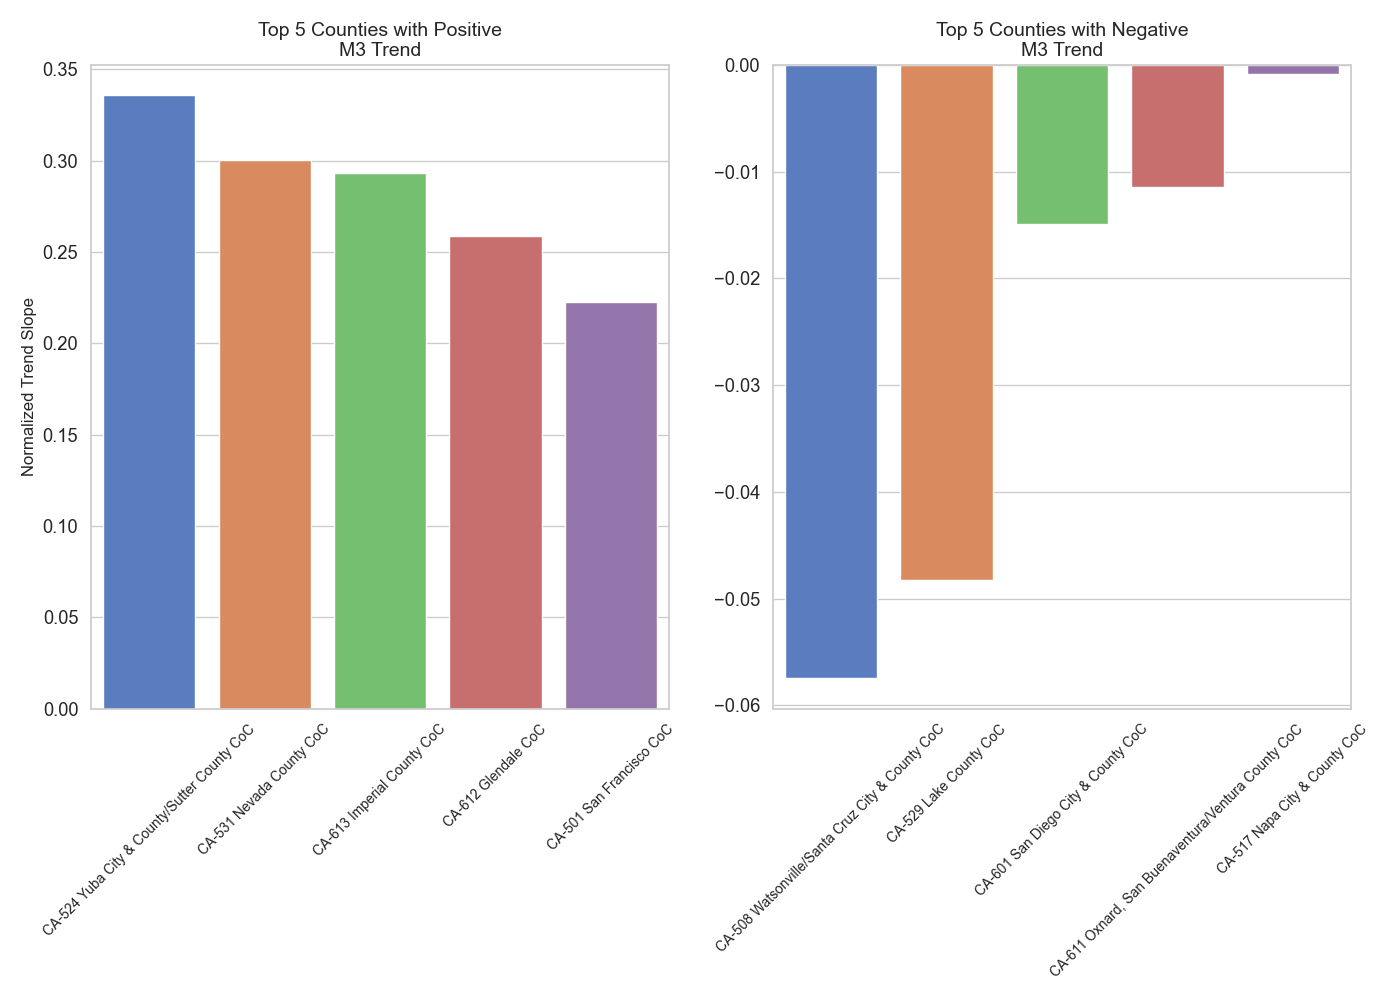 Top 5 Counties with Positive
M3 Trend
Normalized Trend Slope
0.35
0.30
0.25
0.20
0.15
0.10
0.05
0.00
CA-524 Yuba City & County/Sutter County CoC
CA-531 Nevada County CoC
CA-613 Imperial County CoC
CA-612 Glendale CoC
CA-501 San Francisco CoC
Top 5 Counties with Negative
M3 Trend
0.00
−0.01
−0.02
−0.03
−0.04
−0.05
−0.06
CA-508 Watsonville/Santa Cruz City & County CoC
CA-529 Lake County CoC
CA-601 San Diego City & County CoC
CA-611 Oxnard, San Buenaventura/Ventura County CoC
CA-517 Napa City & County CoC